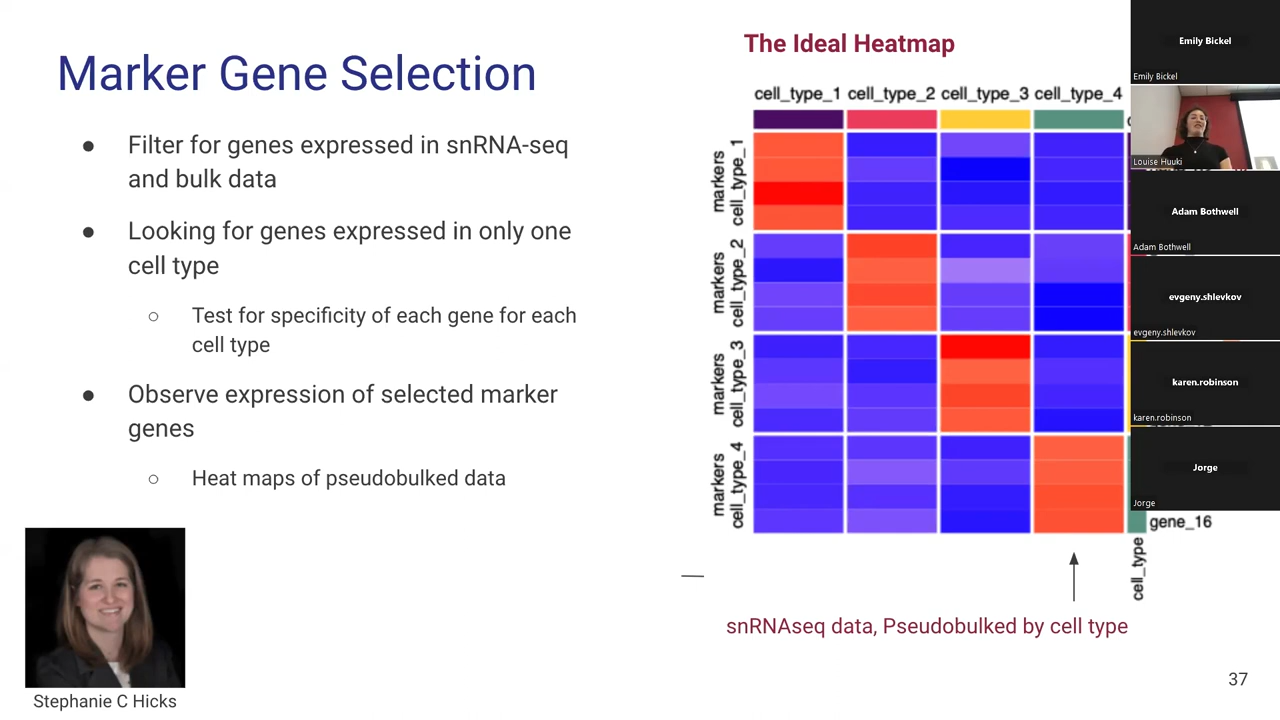 Marker Gene Selection
● Filter for genes expressed in snRNA-seq
and bulk data
● Looking for genes expressed in only one
cell type
○ Test for specificity of each gene for each
cell type
● Observe expression of selected marker
genes
○ Heat maps of pseudobulked data
Stephanie C Hicks
The Ideal Heatmap
cell_type_1 cell_type_2 cell_type_3 cell_type_4
markers
cell_type_1
markers
cell_type_2
markers
cell_type_3
markers
cell_type_4
gene_16
cell_type
snRNAseq data, Pseudobulked by cell type
37
Emily Bickel
Emily Bickel
Louise Huuki
Adam Bothwell
Adam Bothwell
evgeny.shlevkov
evgeny.shlevkov
karen.robinson
karen.robinson
Jorge
Jorge